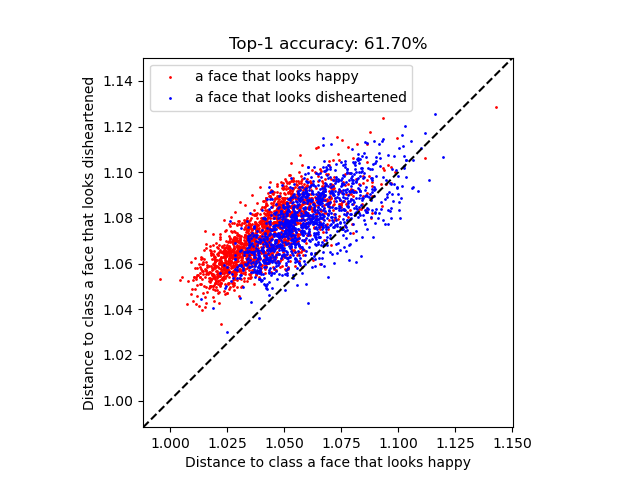 Top-1 accuracy: 61.70%
a face that looks happy
a face that looks disheartened
1.14
1.12
1.10
1.08
1.06
1.04
1.02
1.00
Distance to class a face that looks disheartened
1.000 1.025 1.050 1.075 1.100 1.125 1.150
Distance to class a face that looks happy